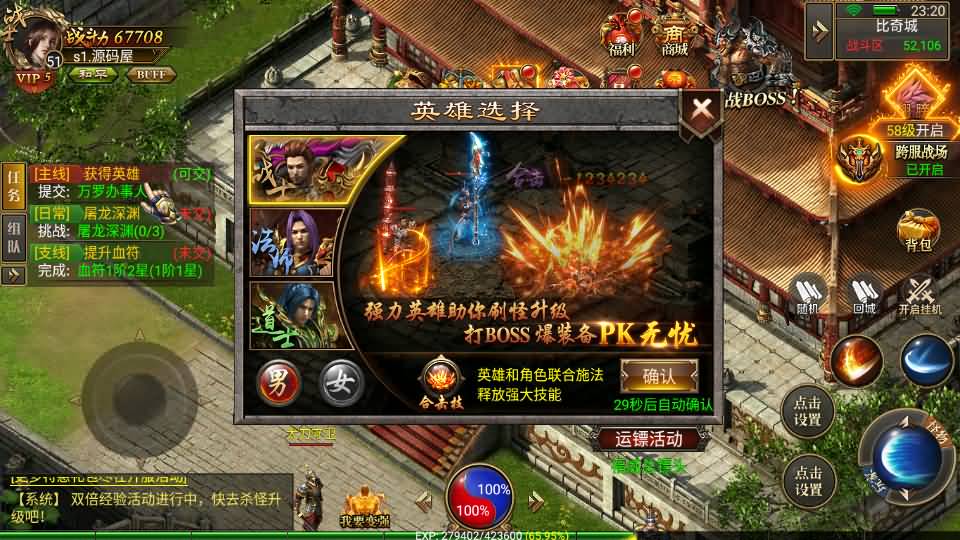 战士
战斗力 67708
s1.源码屋
51
VIP 5
和平
BUFF
福利
商城
战BOSS!
23:20
比奇城
战斗区 52,106
58级开启
跨服战场
已开启
任务
组队
[主线] 获得英雄 (可交)
提交: 万罗办事人
[日常] 屠龙深渊 (未交)
挑战: 屠龙深渊(0/3)
[支线] 提升血符 (未交)
完成: 血符1阶2星(1阶1星)
英雄选择
战士
法师
道士
合击
1234234
强力英雄助你刷怪升级
打BOSS 爆装备PK无忧
男
女
合击技
英雄和角色联合施法
释放强大技能
确认
29秒后自动确认
背包
随机
回城
开启挂机
点击设置
点击设置
运镖活动
【系统】 双倍经验活动进行中，快去杀怪升
级吧！
我要变强
100%
100%
EXP: 279402/423600 (65.95%)